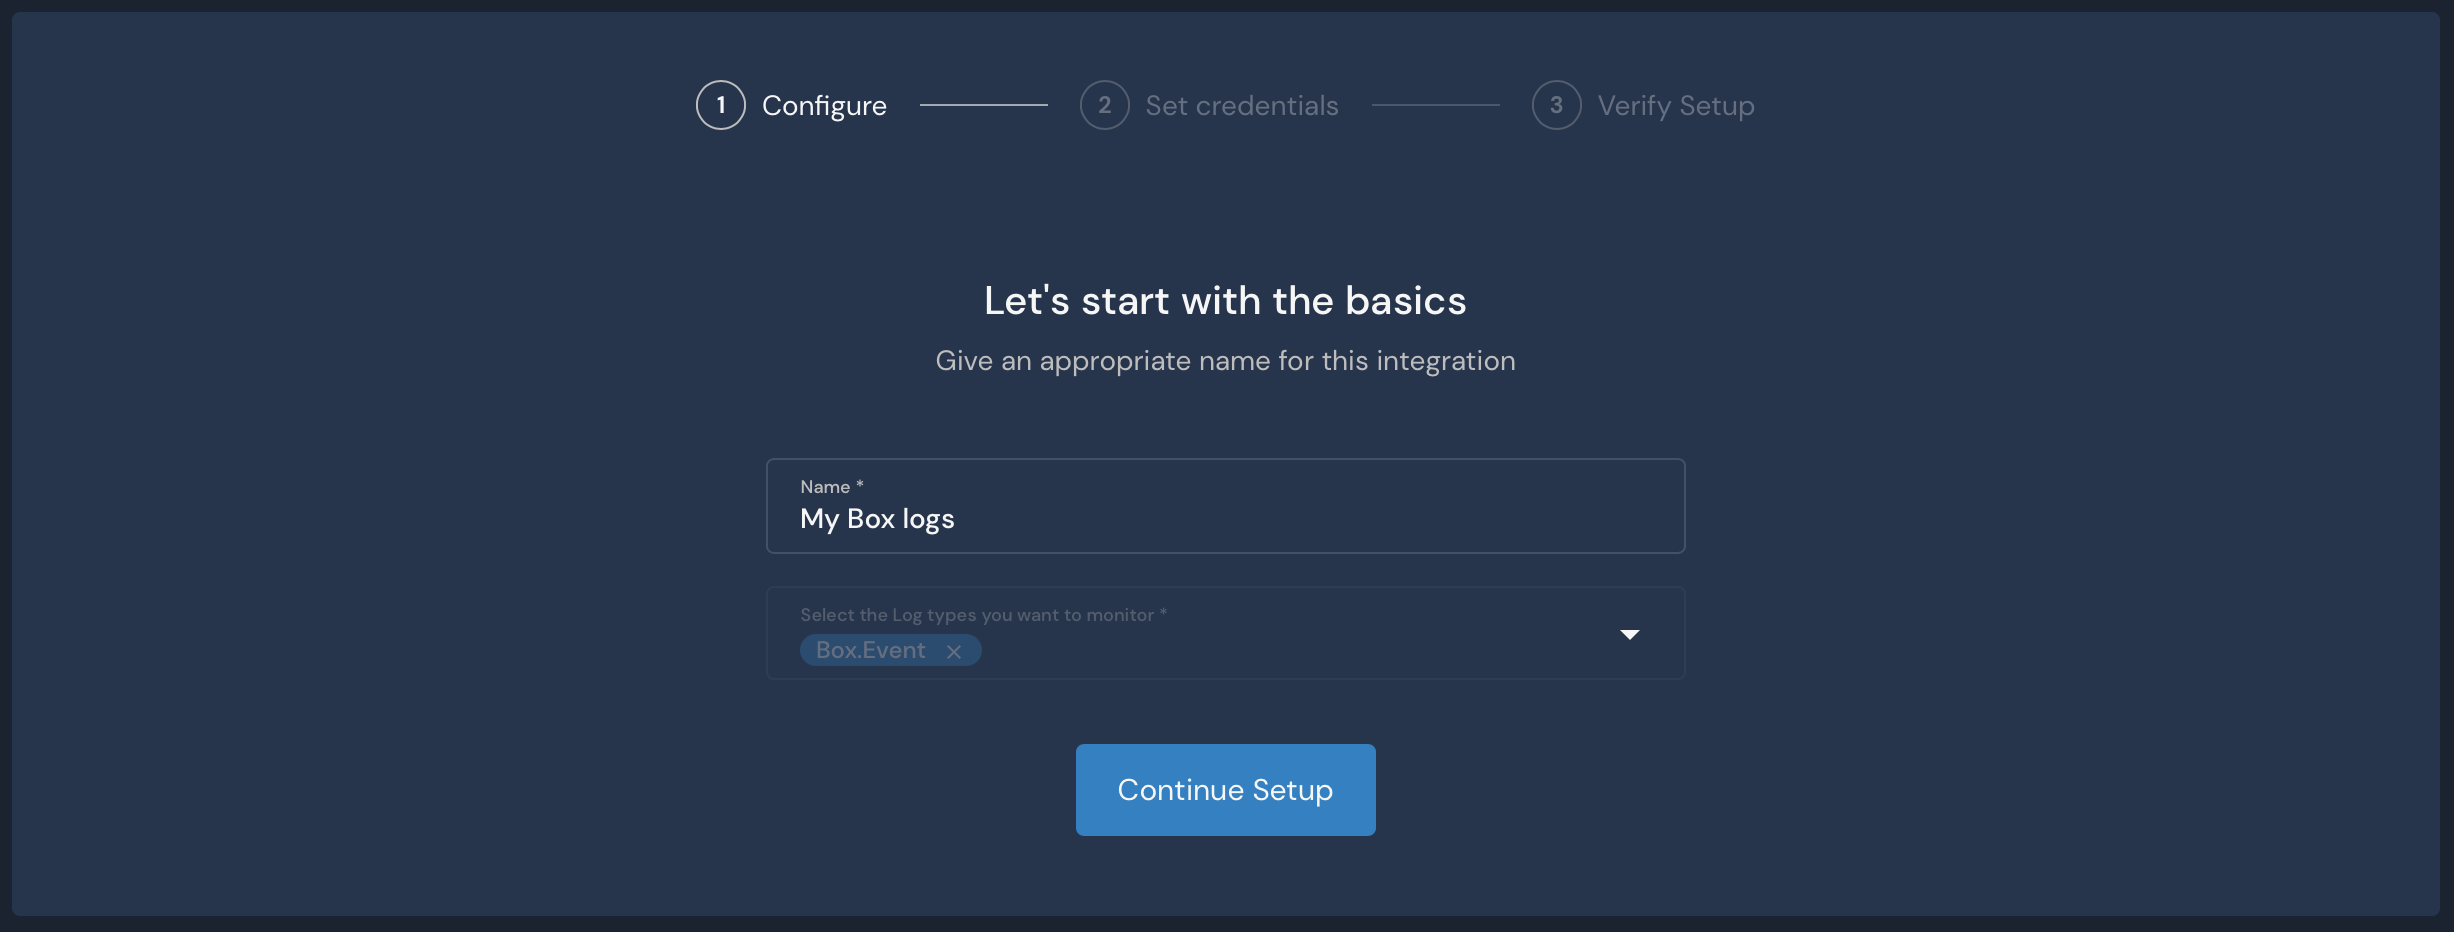 1 Configure 2 Set credentials 3 Verify Setup
Let's start with the basics
Give an appropriate name for this integration
Name *
My Box logs
Select the Log types you want to monitor *
Box.Event
Continue Setup